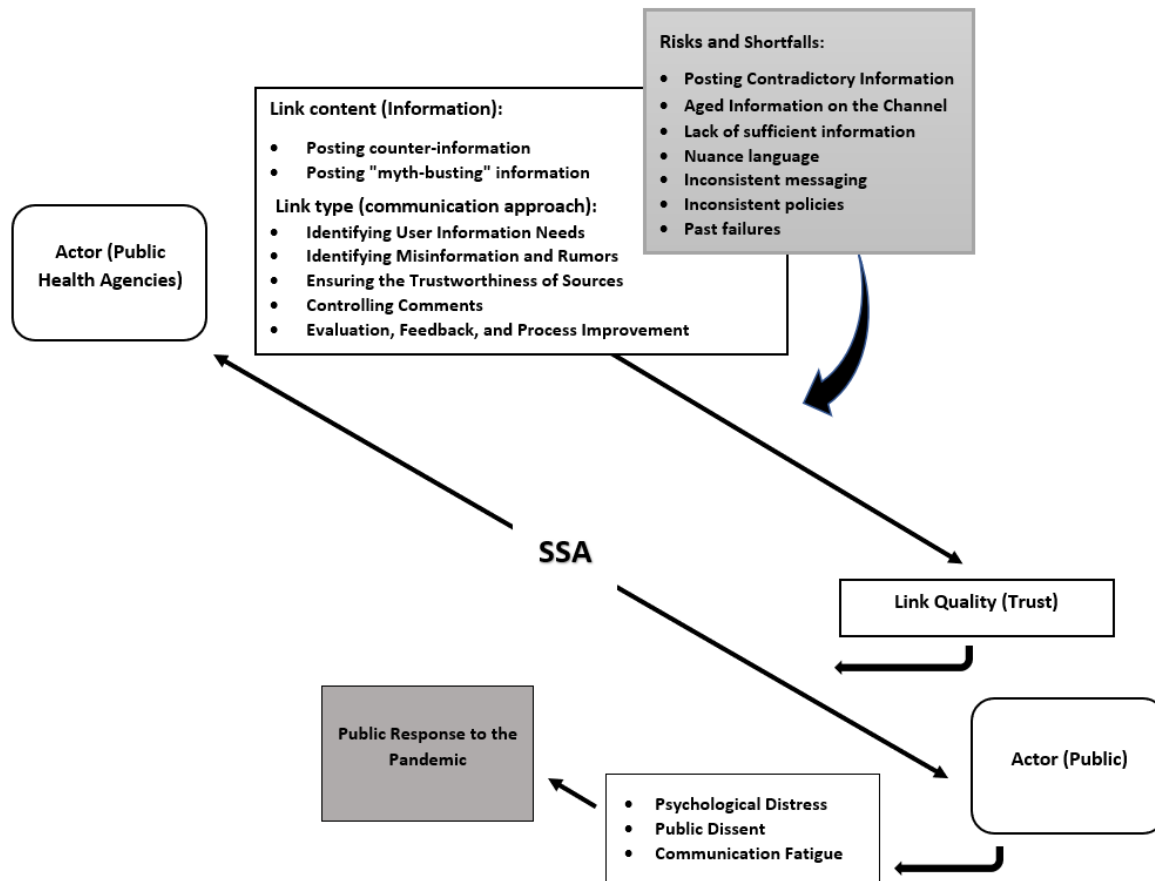 Risks and Shortfalls:
• Posting Contradictory Information
• Aged Information on the Channel
• Lack of sufficient information
• Nuance language
• Inconsistent messaging
• Inconsistent policies
• Past failures
Link content (Information):
• Posting counter-information
• Posting "myth-busting" information
Link type (communication approach):
• Identifying User Information Needs
• Identifying Misinformation and Rumors
• Ensuring the Trustworthiness of Sources
• Controlling Comments
• Evaluation, Feedback, and Process Improvement
Actor (Public
Health Agencies)
SSA
Link Quality (Trust)
Actor (Public)
• Psychological Distress
• Public Dissent
• Communication Fatigue
Public Response to the
Pandemic